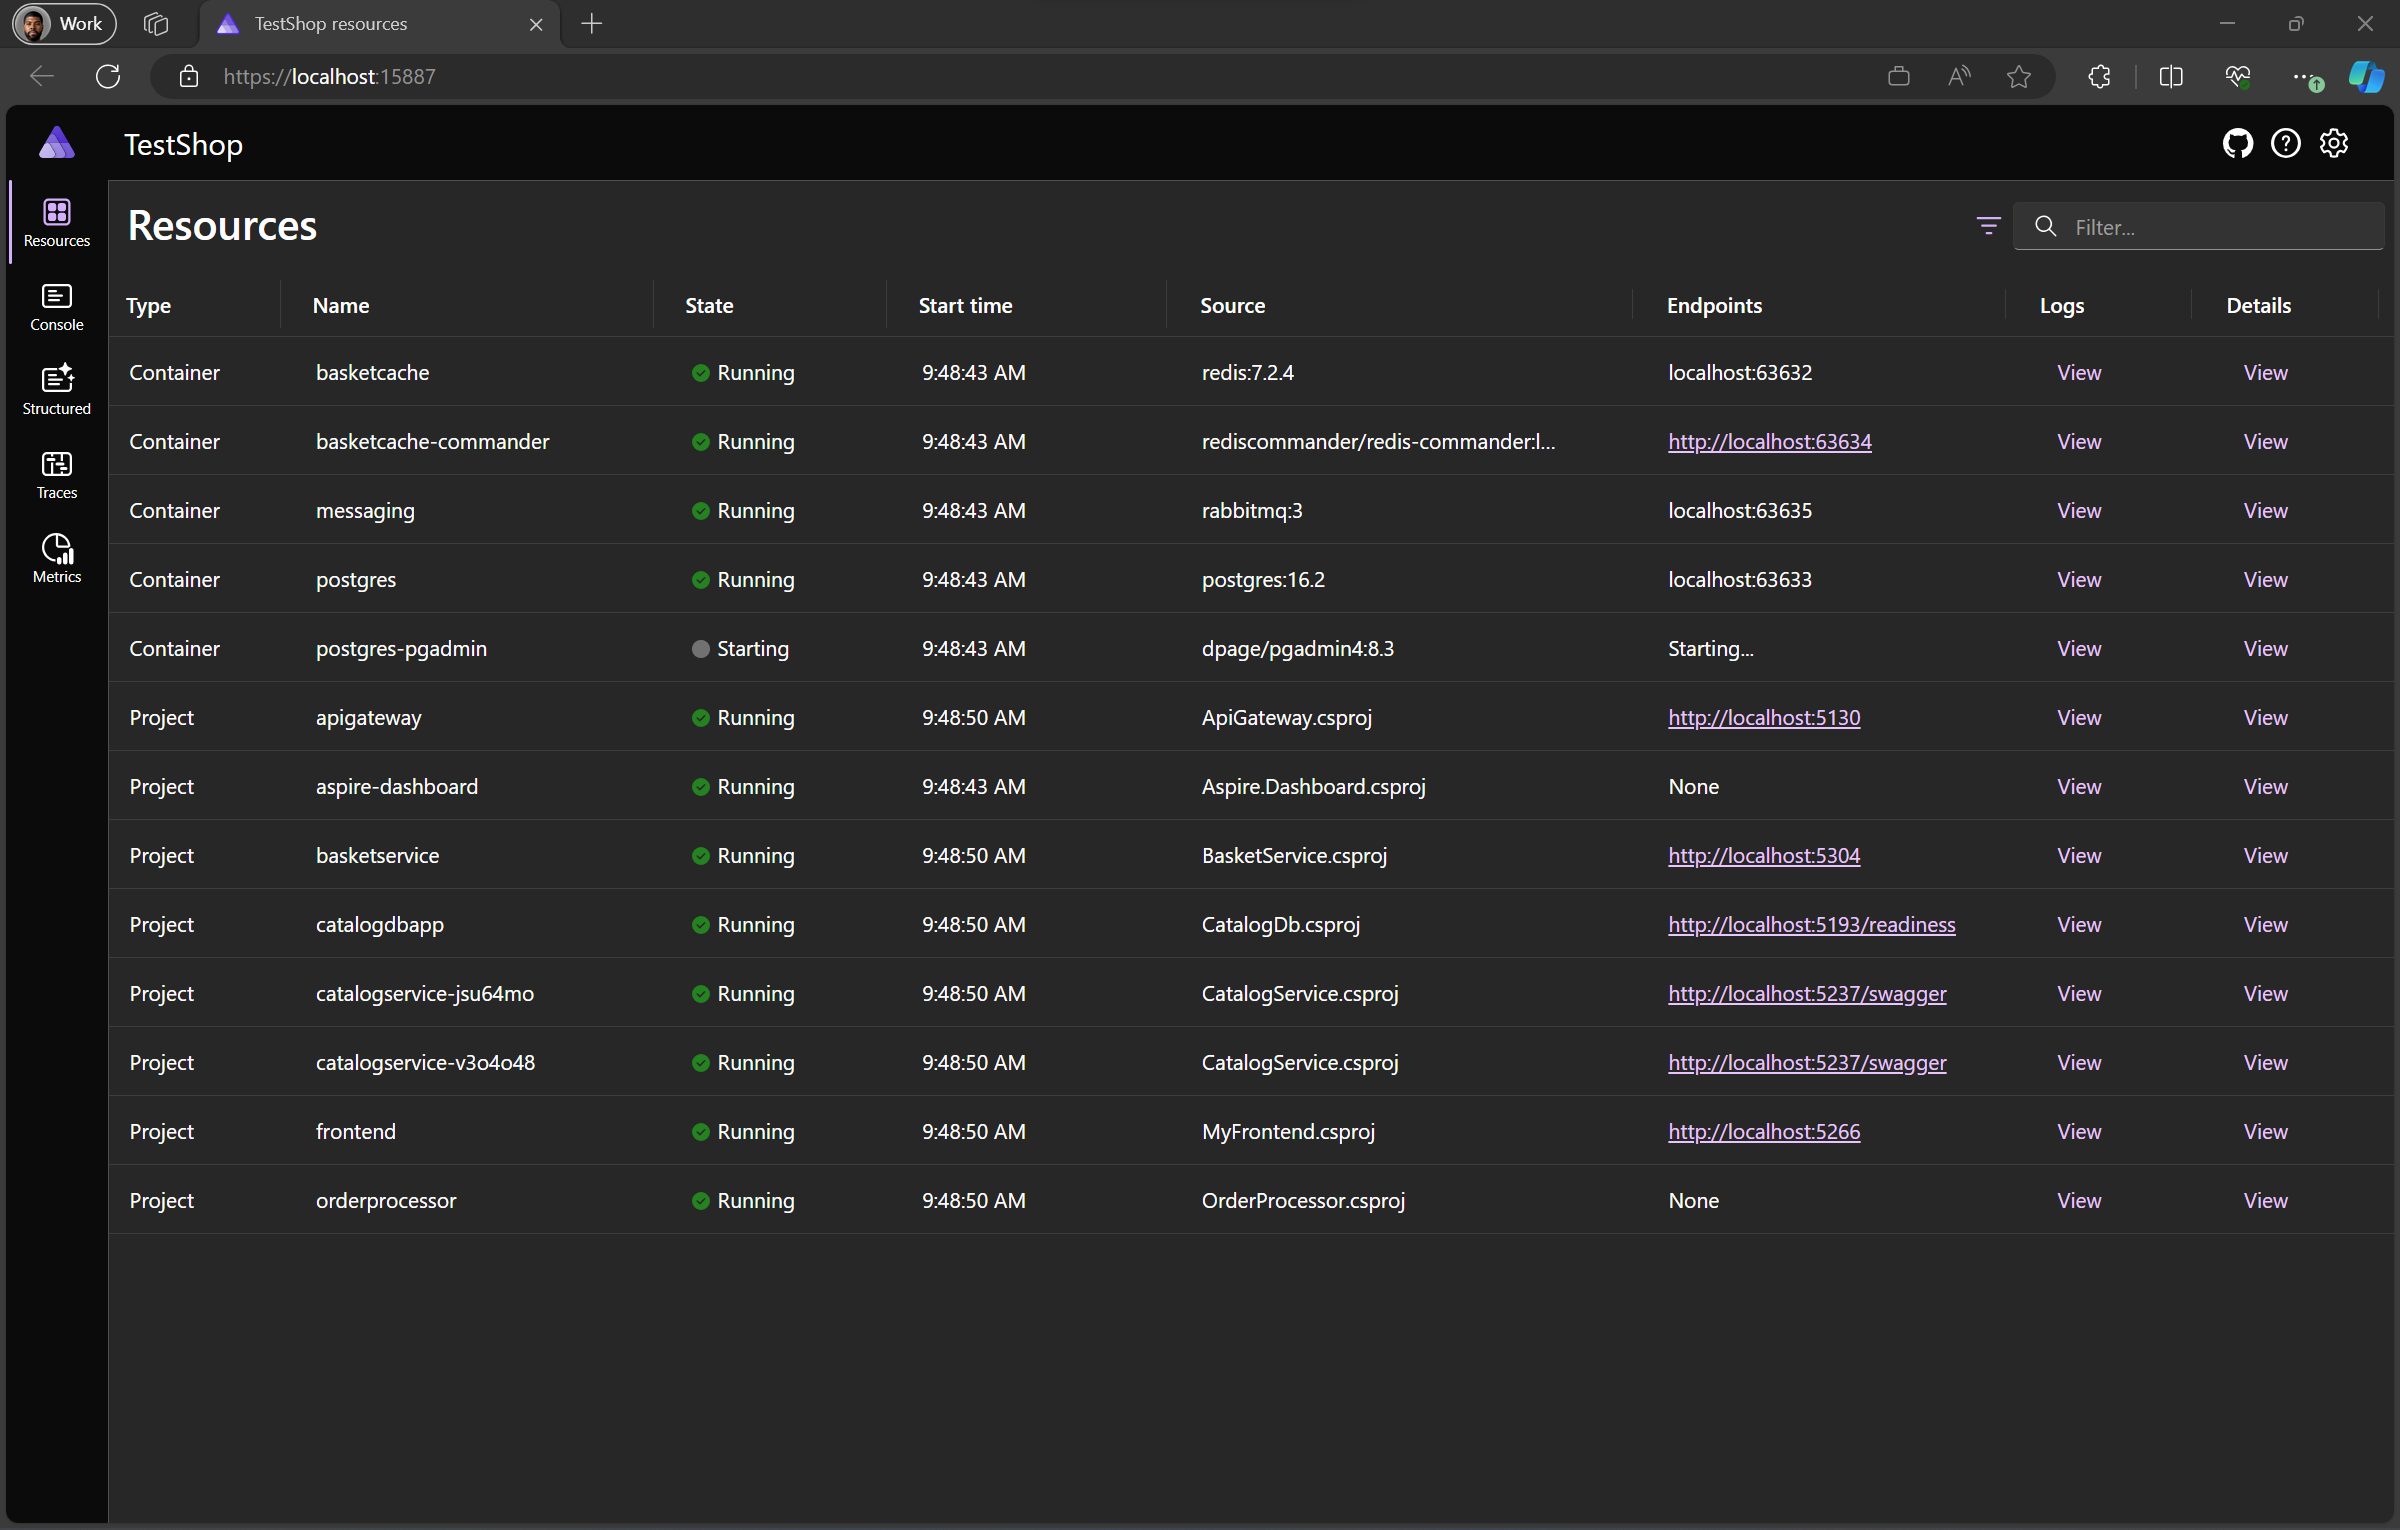 Work
TestShop resources
https://localhost:15887
TestShop
Resources
Console
Structured
Traces
Metrics
Resources
Filter...
Type Name State Start time Source Endpoints Logs Details
Container basketcache Running 9:48:43 AM redis:7.2.4 localhost:63632 View View
Container basketcache-commander Running 9:48:43 AM rediscommander/redis-commander:l... http://localhost:63634 View View
Container messaging Running 9:48:43 AM rabbitmq:3 localhost:63635 View View
Container postgres Running 9:48:43 AM postgres:16.2 localhost:63633 View View
Container postgres-pgadmin Starting 9:48:43 AM dpage/pgadmin4:8.3 Starting... View View
Project apigateway Running 9:48:50 AM ApiGateway.csproj http://localhost:5130 View View
Project aspire-dashboard Running 9:48:43 AM Aspire.Dashboard.csproj None View View
Project basketservice Running 9:48:50 AM BasketService.csproj http://localhost:5304 View View
Project catalogdbapp Running 9:48:50 AM CatalogDb.csproj http://localhost:5193/readiness View View
Project catalogservice-jsu64mo Running 9:48:50 AM CatalogService.csproj http://localhost:5237/swagger View View
Project catalogservice-v3o4o48 Running 9:48:50 AM CatalogService.csproj http://localhost:5237/swagger View View
Project frontend Running 9:48:50 AM MyFrontend.csproj http://localhost:5266 View View
Project orderprocessor Running 9:48:50 AM OrderProcessor.csproj None View View